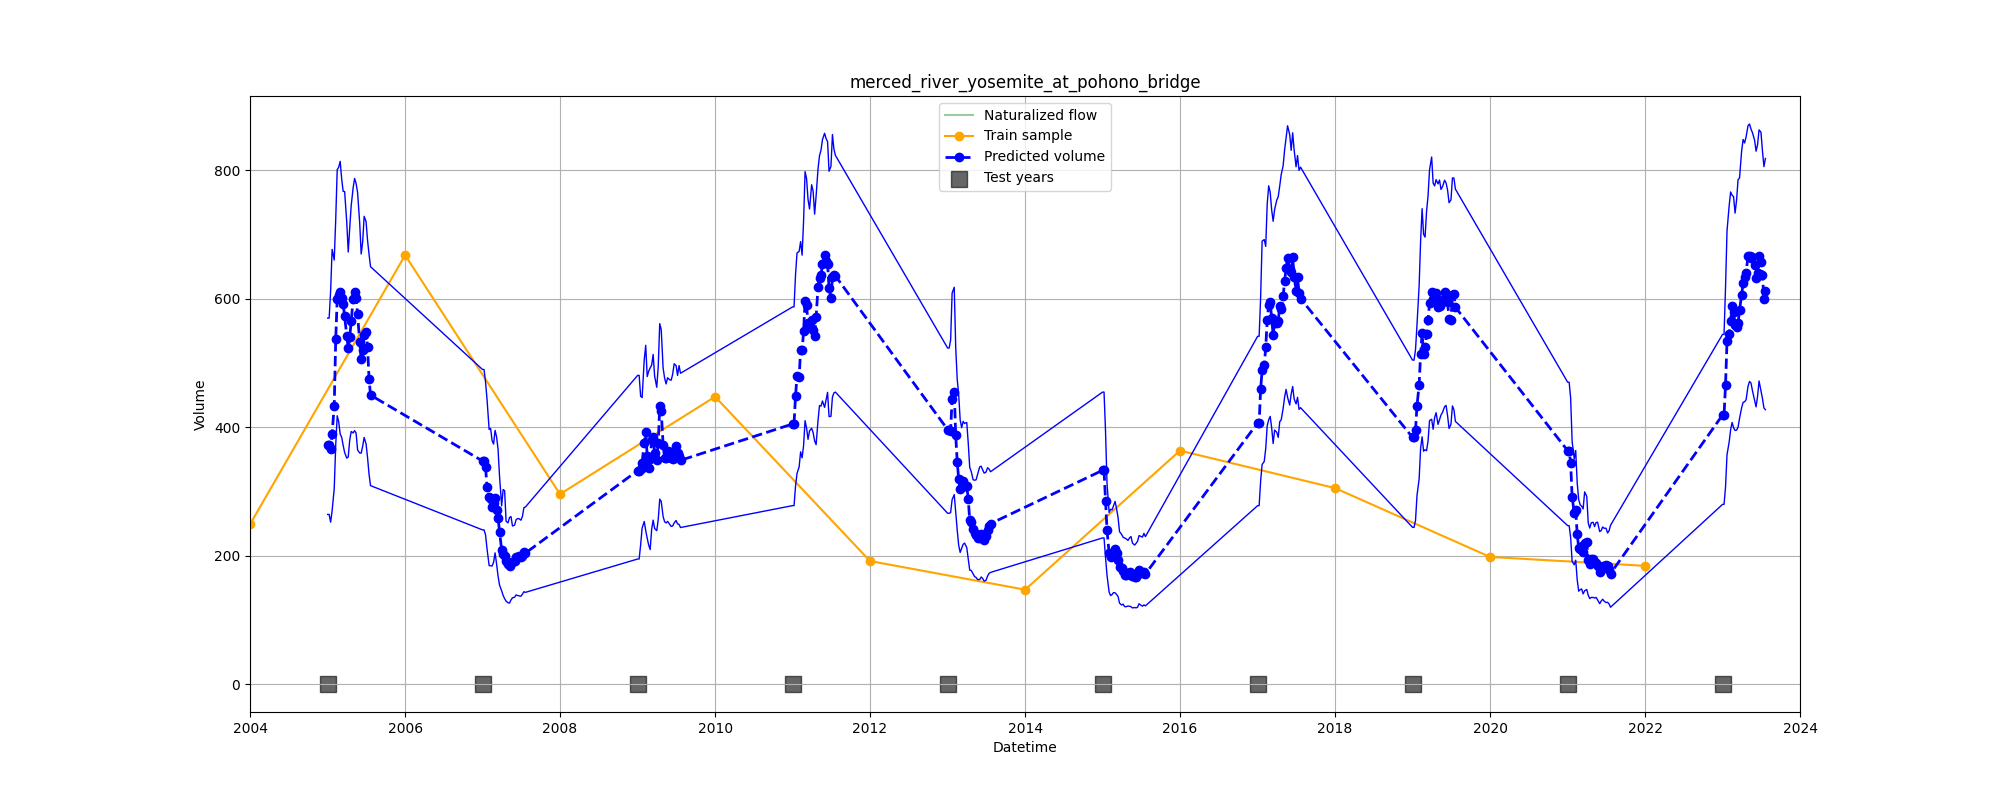 merced_river_yosemite_at_pohono_bridge
Naturalized flow
Train sample
Predicted volume
Test years
Volume
800
600
400
200
0
2004 2006 2008 2010 2012 2014 2016 2018 2020 2022 2024
Datetime